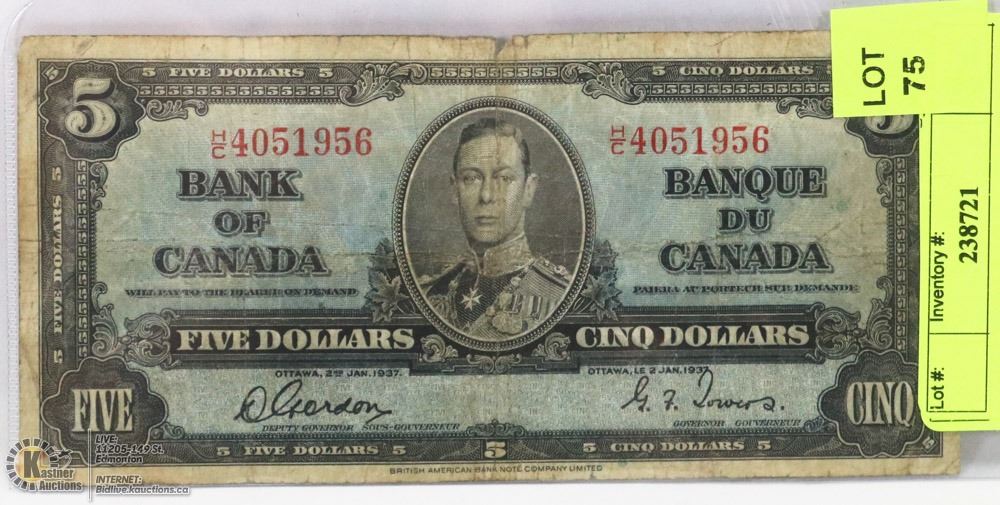 5 FIVE DOLLARS 5
5 CINQ DOLLARS 5
5
H/C 4051956
H/C 4051956
BANK
OF
CANADA
BANQUE
DU
CANADA
WILL PAY TO THE BEARER ON DEMAND
PAIERA AU PORTEUR SUR DEMANDE
FIVE DOLLARS
CINQ DOLLARS
OTTAWA, 2ND JAN. 1937.
OTTAWA, LE 2 JAN. 1937
D Gordon
G. F. Towers.
DEPUTY GOVERNOR SOUS-GOUVERNEUR
GOVERNOR GOUVERNEUR
FIVE
CINQ
5 FIVE DOLLARS 5
5
5 CINQ DOLLARS 5
BRITISH AMERICAN BANK NOTE COMPANY LIMITED
5 FIVE DOLLARS 5
LOT
75
Lot #:
Inventory #:
238721
K
Kastner
Auctions
LIVE:
11205-149 St.
Edmonton
INTERNET:
Bidlive.kauctions.ca